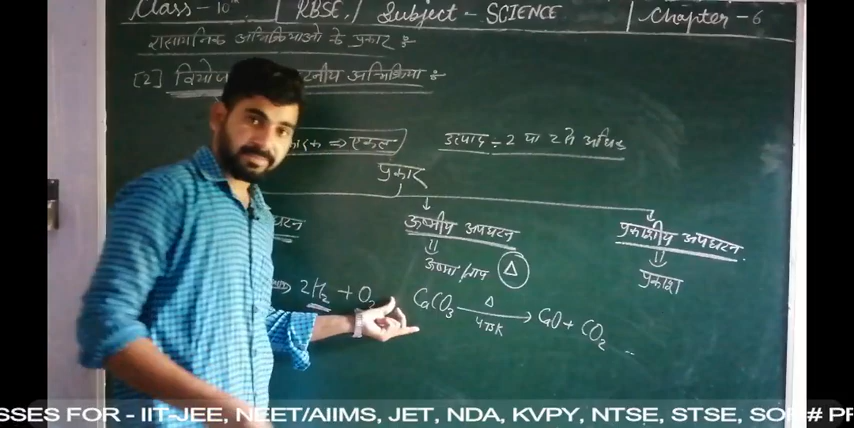 Class - 10th | RBSE / Subject - SCIENCE | Chapter - 6
रासायनिक अभिक्रियाओ के प्रकार :-
[2] अभिक्रिया :-
⇒ एकल उत्पाद :- 2 या 2 से अधिक
प्रकार
घटन ऊष्मीय अपघटन प्रकाशीय अपघटन
ऊष्मा/ताप Δ प्रकाश
2H2 + O2 CaCO3 Δ 473K → CaO + CO2
SSES FOR - IIT-JEE, NEET/AIIMS, JET, NDA, KVPY, NTSE, STSE, SOF # PR